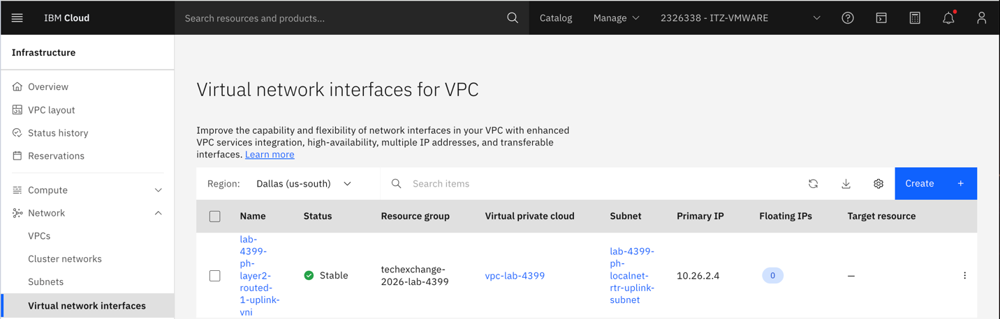 IBM Cloud
Search resources and products...
Catalog
Manage
2326338 - ITZ-VMWARE
Infrastructure
Overview
VPC layout
Status history
Reservations
Compute
Network
VPCs
Cluster networks
Subnets
Virtual network interfaces
Virtual network interfaces for VPC
Improve the capability and flexibility of network interfaces in your VPC with enhanced
VPC services integration, high-availability, multiple IP addresses, and transferable
interfaces. Learn more
Region: Dallas (us-south)
Search items
Create +
Name Status Resource group Virtual private cloud Subnet Primary IP Floating IPs Target resource
lab-
4399-
ph-
layer2-
routed-
1-uplink-
vni
Stable
techexchange-
2026-lab-4399
vpc-lab-4399
lab-4399-
ph-
localnet-
rtr-uplink-
subnet
10.26.2.4
0
–